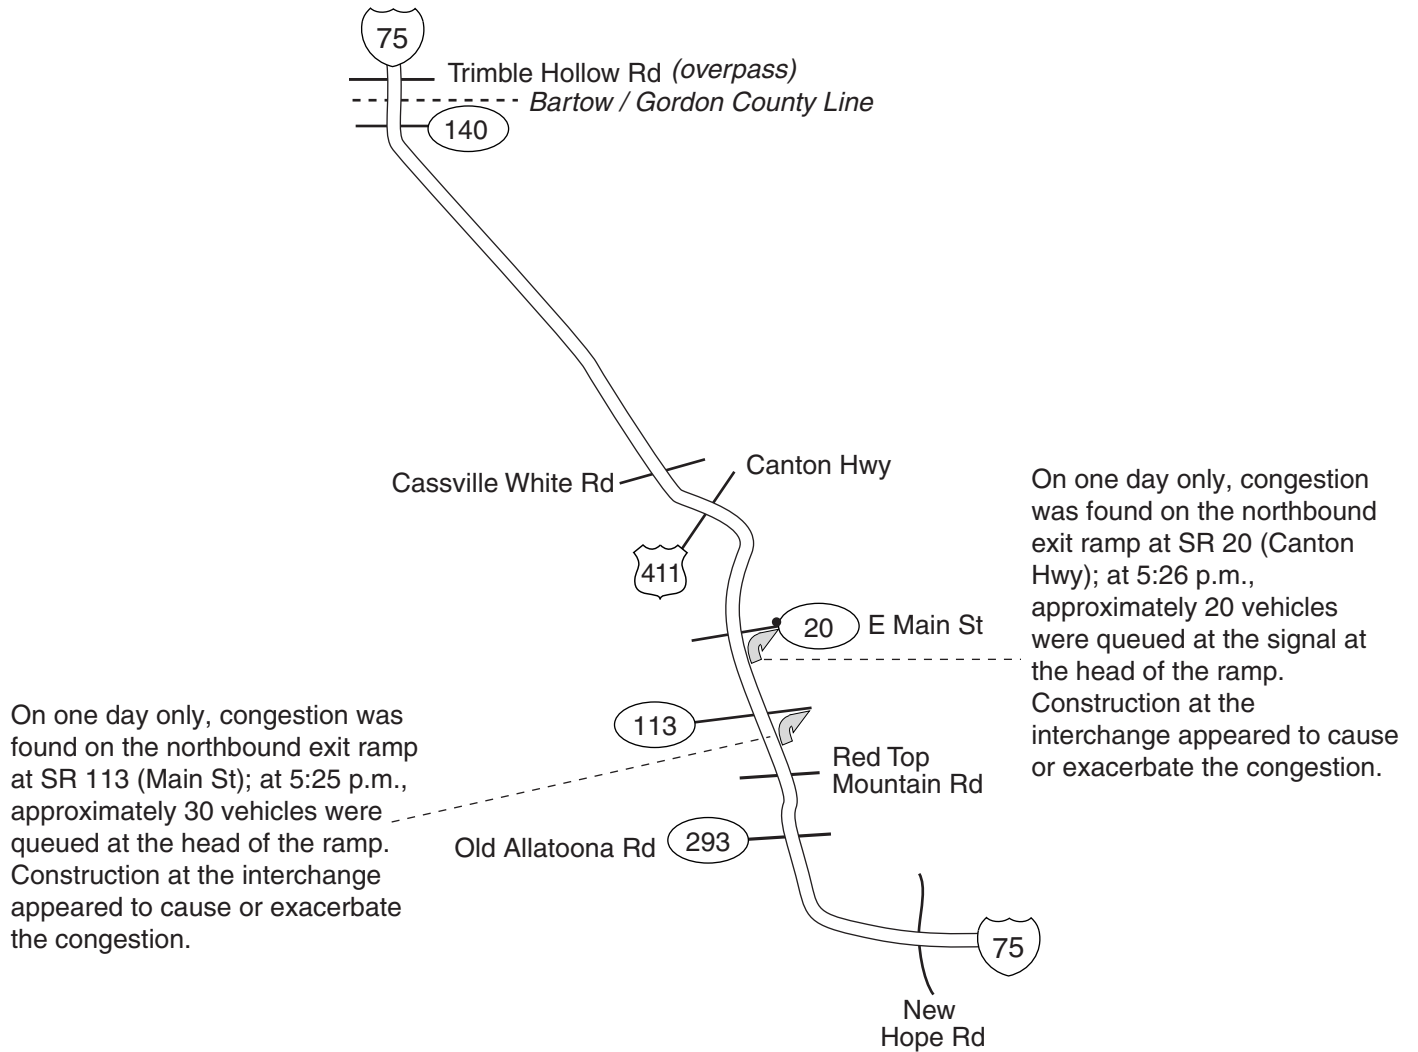 75
Trimble Hollow Rd (overpass)
Bartow / Gordon County Line
140
Cassville White Rd
Canton Hwy
411
20
E Main St
On one day only, congestion
was found on the northbound
exit ramp at SR 20 (Canton
Hwy); at 5:26 p.m.,
approximately 20 vehicles
were queued at the signal at
the head of the ramp.
Construction at the
interchange appeared to cause
or exacerbate the congestion.
On one day only, congestion was
found on the northbound exit ramp
at SR 113 (Main St); at 5:25 p.m.,
approximately 30 vehicles were
queued at the head of the ramp.
Construction at the interchange
appeared to cause or exacerbate
the congestion.
113
Red Top
Mountain Rd
Old Allatoona Rd
293
75
New
Hope Rd